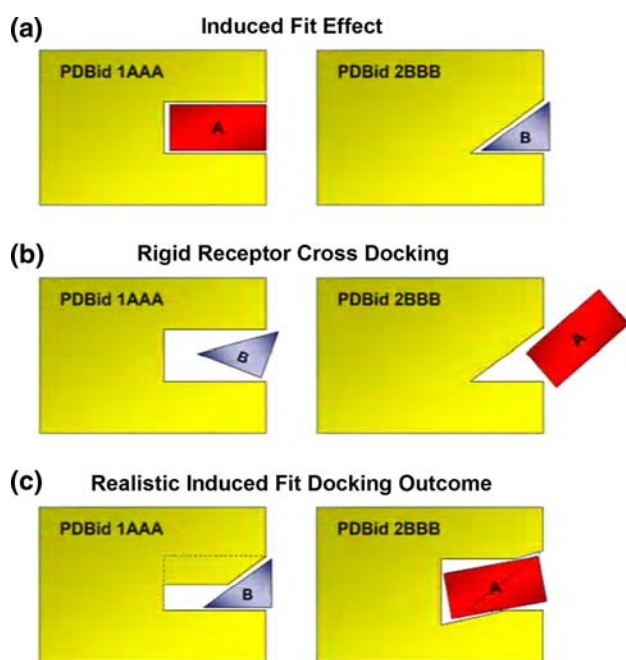 (a) Induced Fit Effect
PDBid 1AAA PDBid 2BBB
A B
(b) Rigid Receptor Cross Docking
PDBid 1AAA PDBid 2BBB
B A
(c) Realistic Induced Fit Docking Outcome
PDBid 1AAA PDBid 2BBB
B A